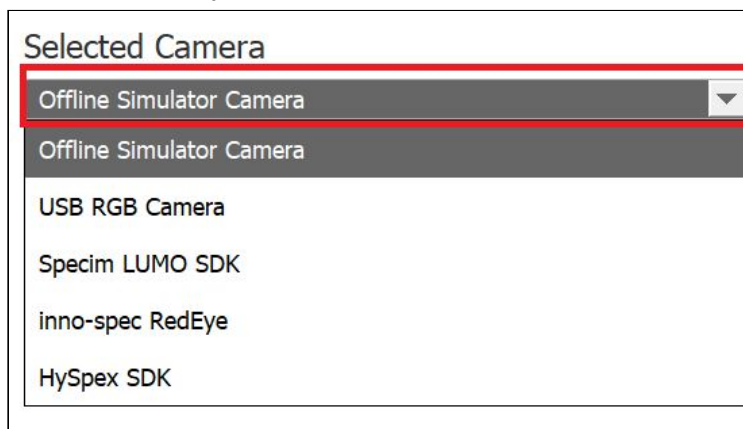 Selected Camera
Offline Simulator Camera
Offline Simulator Camera
USB RGB Camera
Specim LUMO SDK
inno-spec RedEye
HySpex SDK